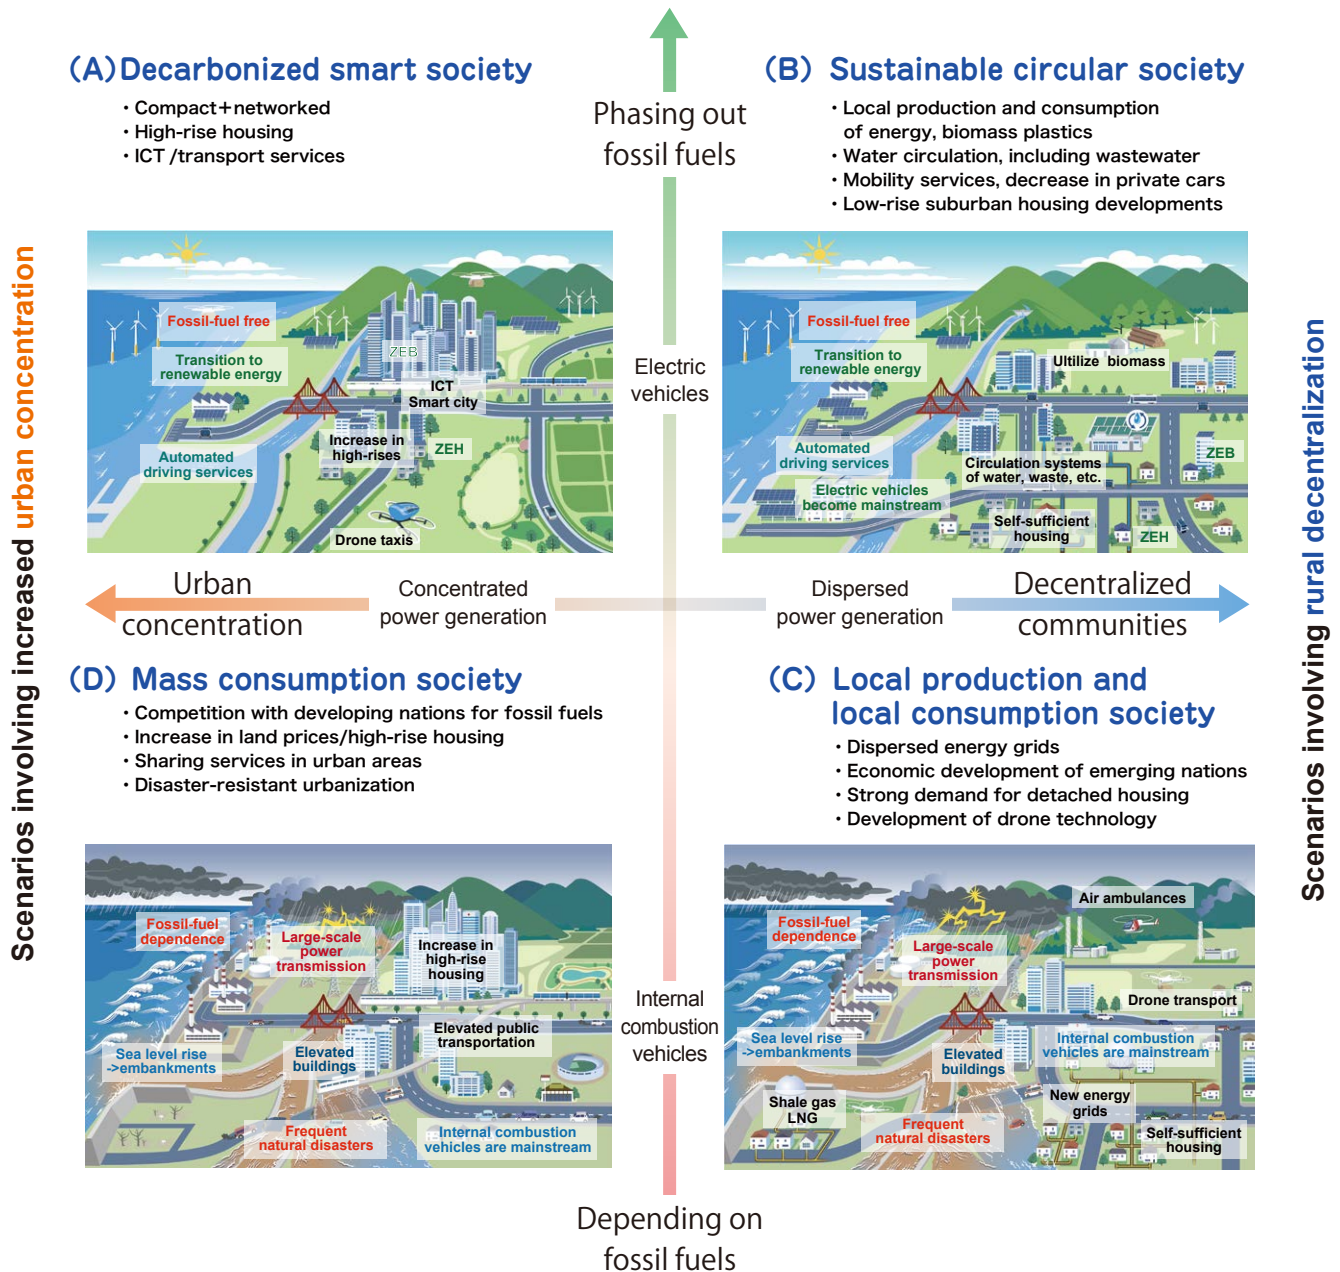 Phasing out
fossil fuels
(A)Decarbonized smart society
・Compact+networked
・High-rise housing
・ICT /transport services
Fossil-fuel free
Transition to
renewable energy
ZEB
ICT
Smart city
Increase in
high-rises
ZEH
Automated
driving services
Drone taxis
(B) Sustainable circular society
・Local production and consumption
of energy, biomass plastics
・Water circulation, including wastewater
・Mobility services, decrease in private cars
・Low-rise suburban housing developments
Fossil-fuel free
Transition to
renewable energy
Ultilize biomass
Automated
driving services
Circulation systems
of water, waste, etc.
ZEB
Electric vehicles
become mainstream
Self-sufficient
housing
ZEH
Electric
vehicles
Scenarios involving increased urban concentration
Scenarios involving rural decentralization
Urban
concentration
Concentrated
power generation
Dispersed
power generation
Decentralized
communities
(D) Mass consumption society
・Competition with developing nations for fossil fuels
・Increase in land prices/high-rise housing
・Sharing services in urban areas
・Disaster-resistant urbanization
Fossil-fuel
dependence
Large-scale
power
transmission
Increase in
high-rise
housing
Elevated public
transportation
Sea level rise
->embankments
Elevated
buildings
Frequent
natural disasters
Internal combustion
vehicles are mainstream
(C) Local production and
local consumption society
・Dispersed energy grids
・Economic development of emerging nations
・Strong demand for detached housing
・Development of drone technology
Air ambulances
Fossil-fuel
dependence
Large-scale
power
transmission
Drone transport
Sea level rise
->embankments
Elevated
buildings
Internal combustion
vehicles are mainstream
Shale gas
LNG
New energy
grids
Frequent
natural disasters
Self-sufficient
housing
Internal
combustion
vehicles
Depending on
fossil fuels